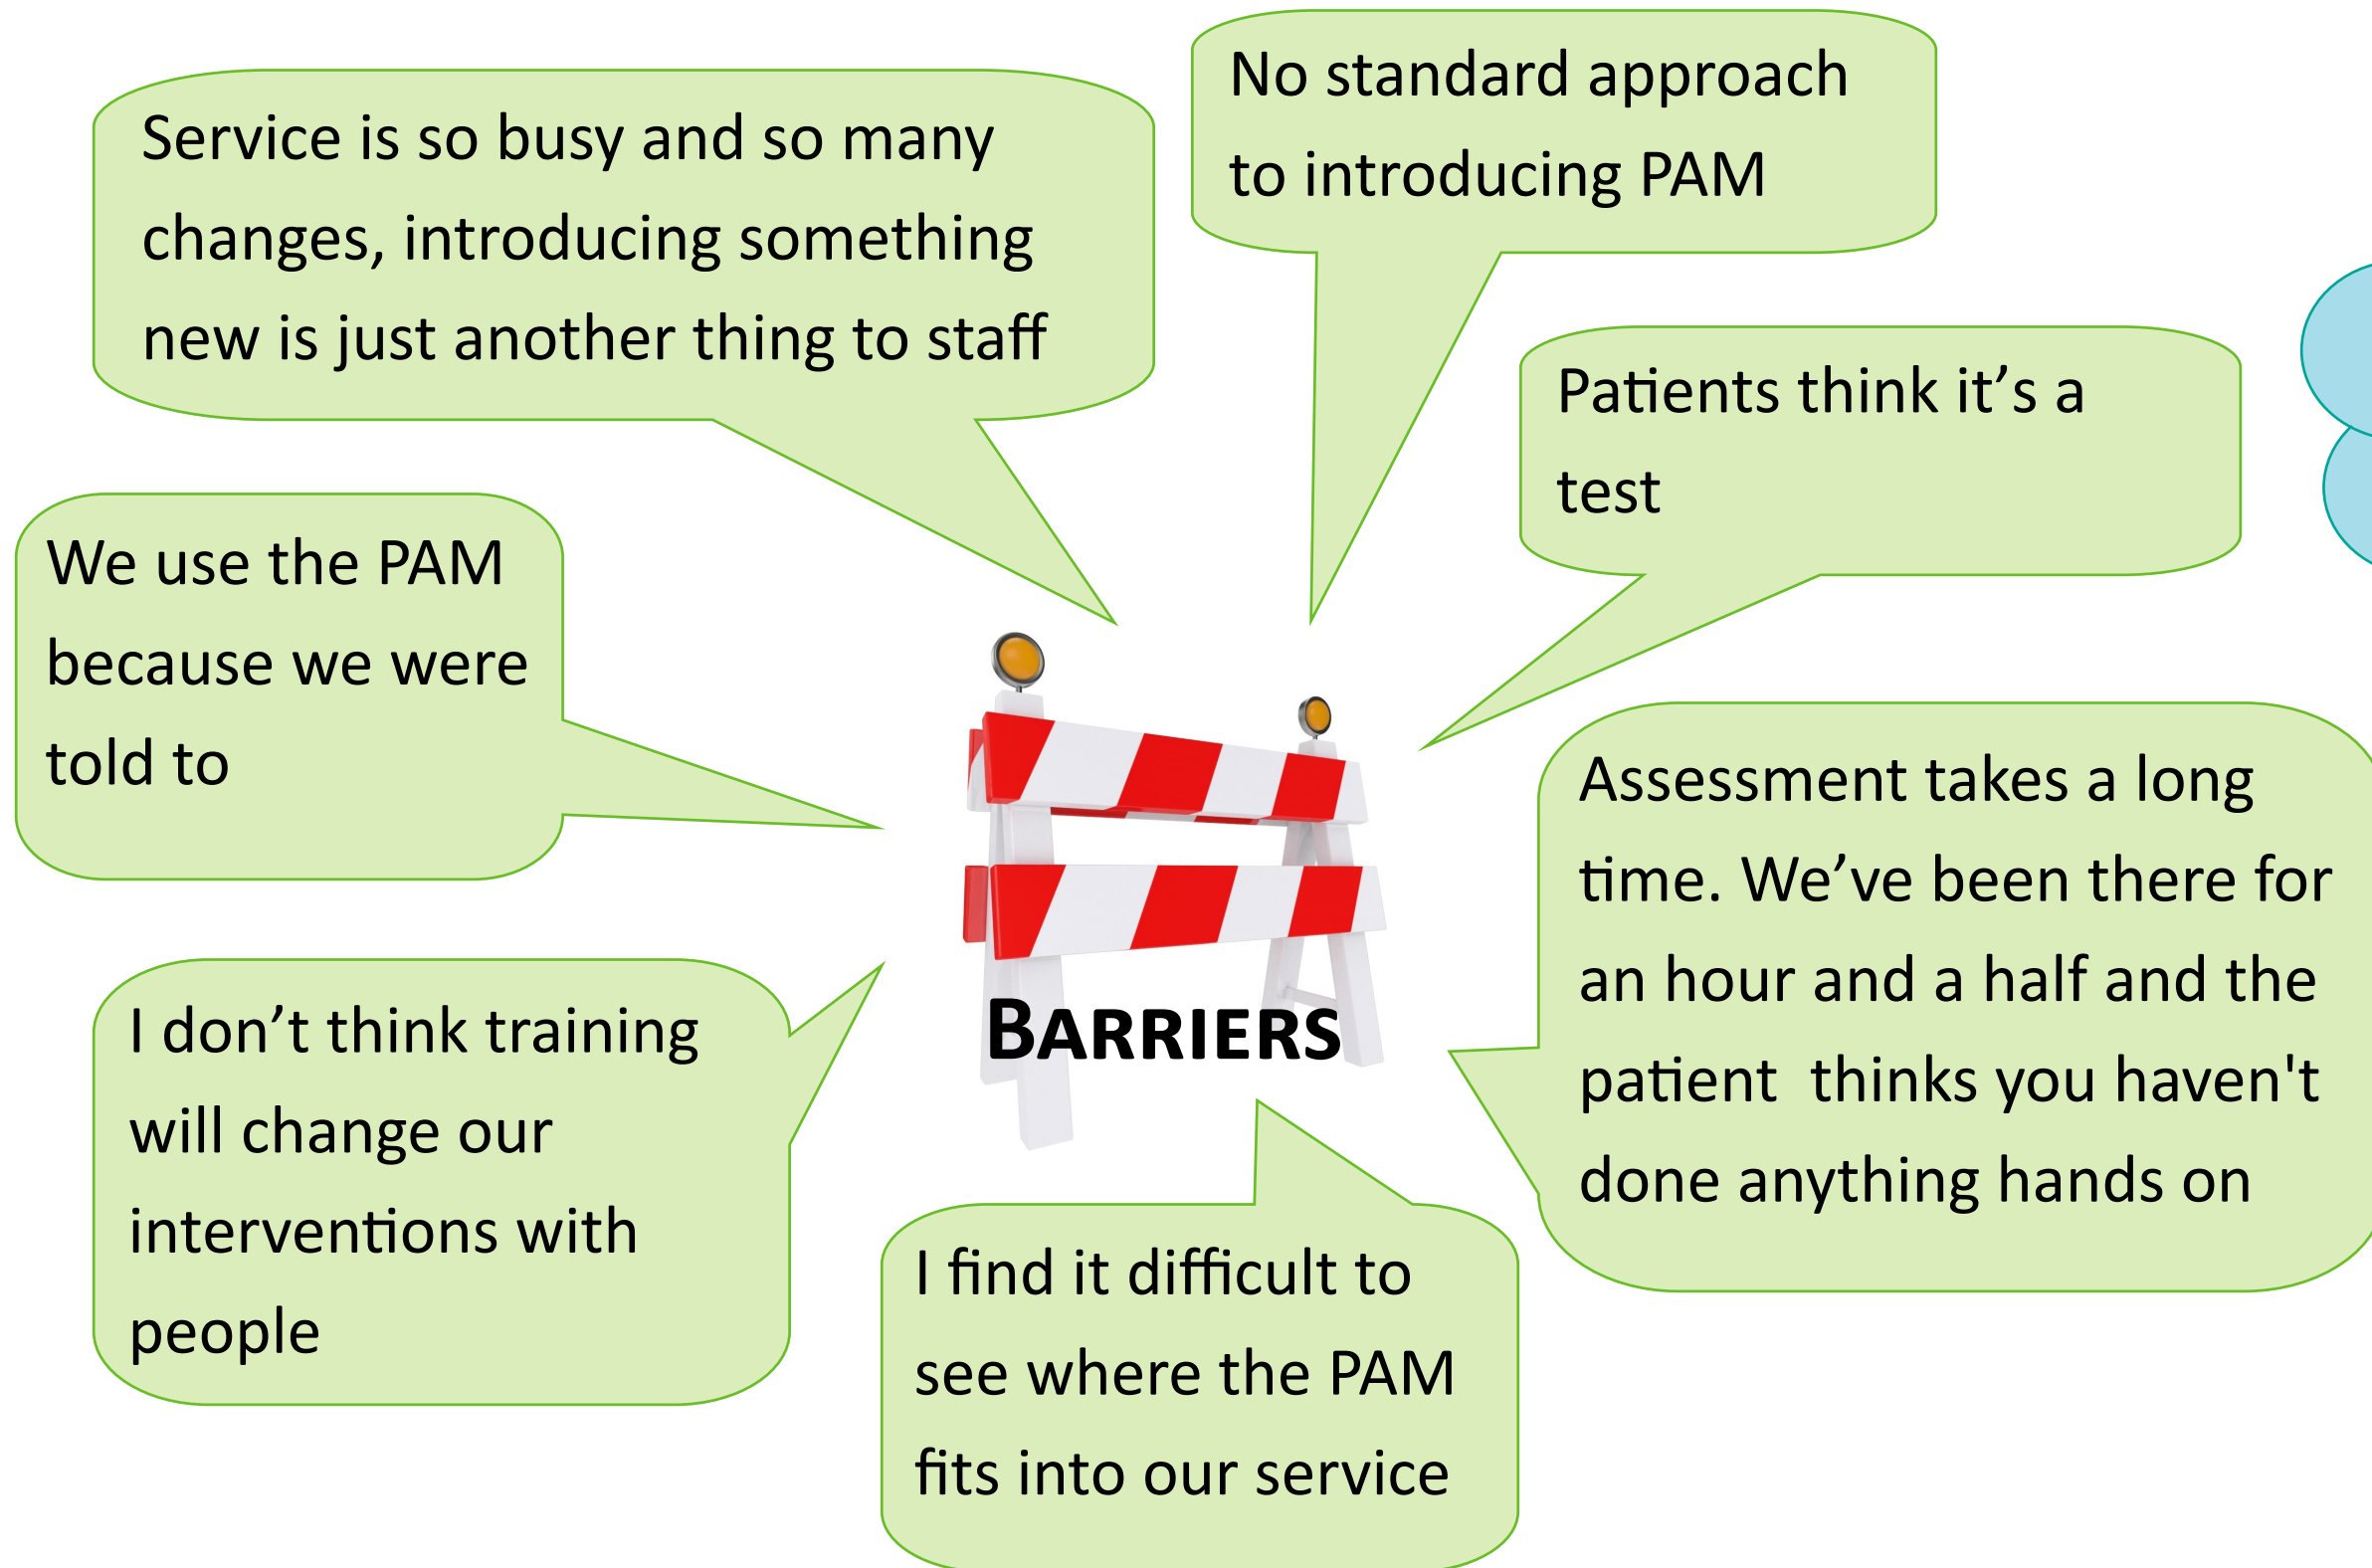 No standard approach
to introducing PAM
Service is so busy and so many
changes, introducing something
new is just another thing to staff
Patients think it’s a
test
We use the PAM
because we were
told to
Assessment takes a long
time. We’ve been there for
an hour and a half and the
patient  thinks you haven't
done anything hands on
BARRIERS
I don’t think training
will change our
interventions with
people
I find it difficult to
see where the PAM
fits into our service